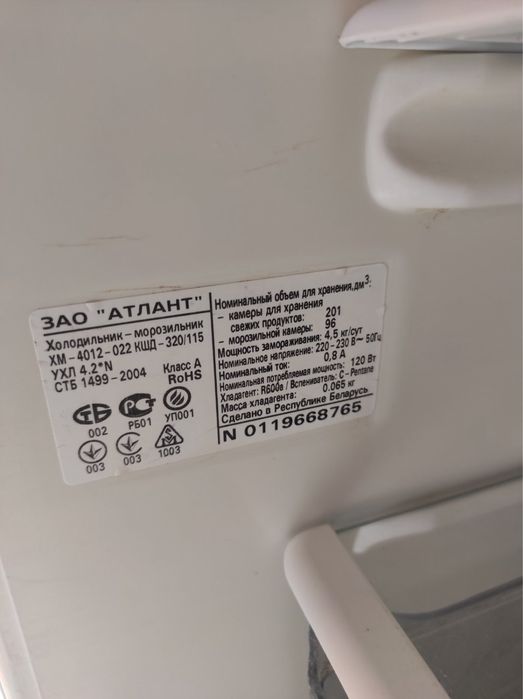 ЗАО "АТЛАНТ"
Холодильник - морозильник
ХМ - 4012 - 022 КШД - 320/115
УХЛ 4.2*N Класс А
СТБ 1499 - 2004 RoHS
СТБ РСТ
002 РБ01 УП001
003 003 1003
Номинальный объем для хранения,дм³:
- камеры для хранения
свежих продуктов: 201
- морозильной камеры: 96
Мощность замораживания: 4,5 кг/сут
Номинальное напряжение: 220 - 230 В ~ 50Гц
Номинальный ток: 0,8 А
Номинальная потребляемая мощность: 120 Вт
Хладагент: R600a / Вспениватель: C - Pentane
Масса хладагента: 0.065 кг
Сделано в Республике Беларусь
N 0119668765